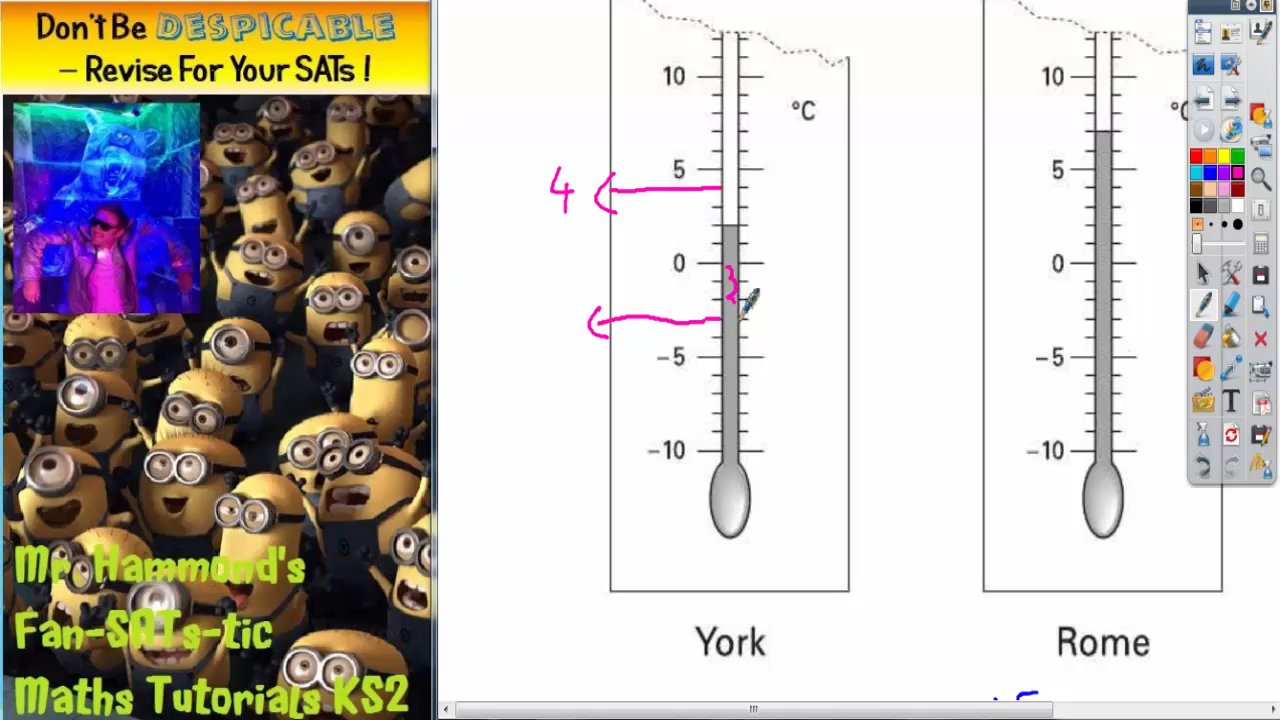 Don't Be DESPICABLE
– Revise For Your SATs !
Mr. Hammond's
Fan-SATs-tic
Maths Tutorials KS2
10
°C
5
4
0
−5
−10
York
10
°C
5
0
−5
−10
Rome